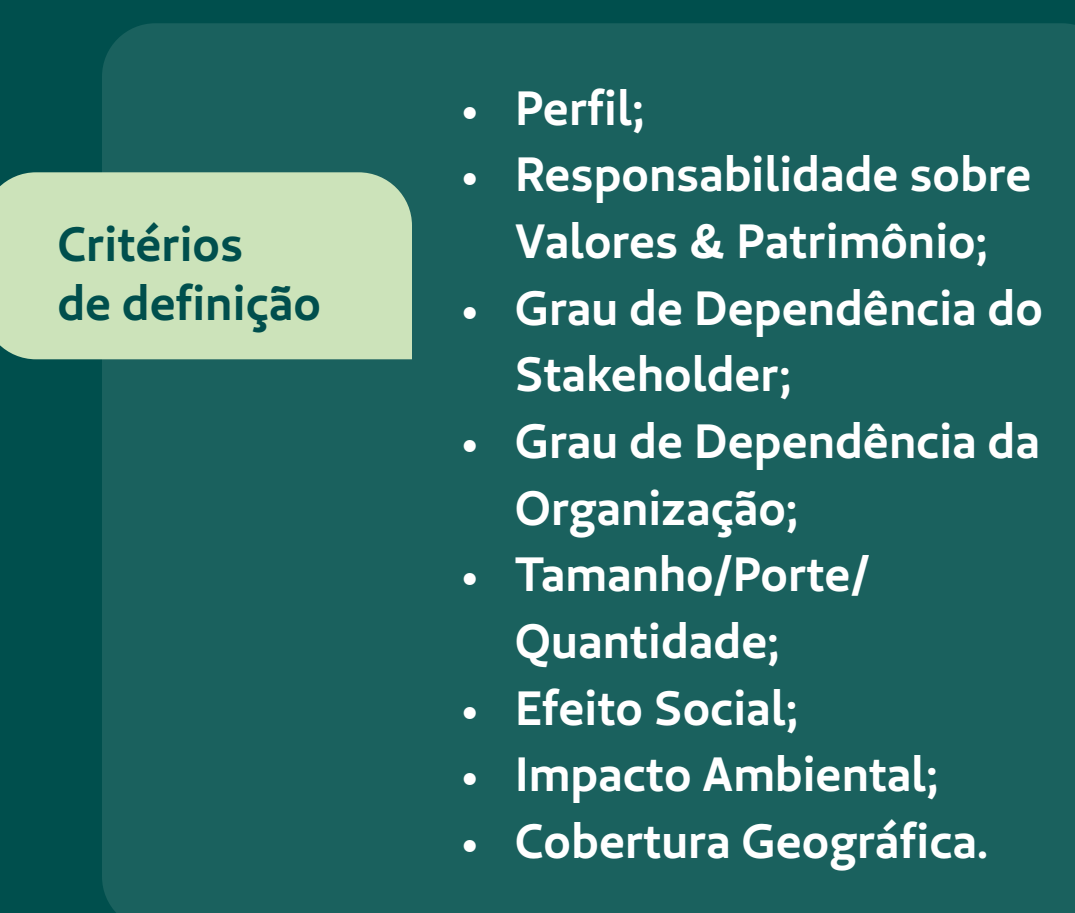 Critérios
de definição
• Perfil;
• Responsabilidade sobre
Valores & Patrimônio;
• Grau de Dependência do
Stakeholder;
• Grau de Dependência da
Organização;
• Tamanho/Porte/
Quantidade;
• Efeito Social;
• Impacto Ambiental;
• Cobertura Geográfica.